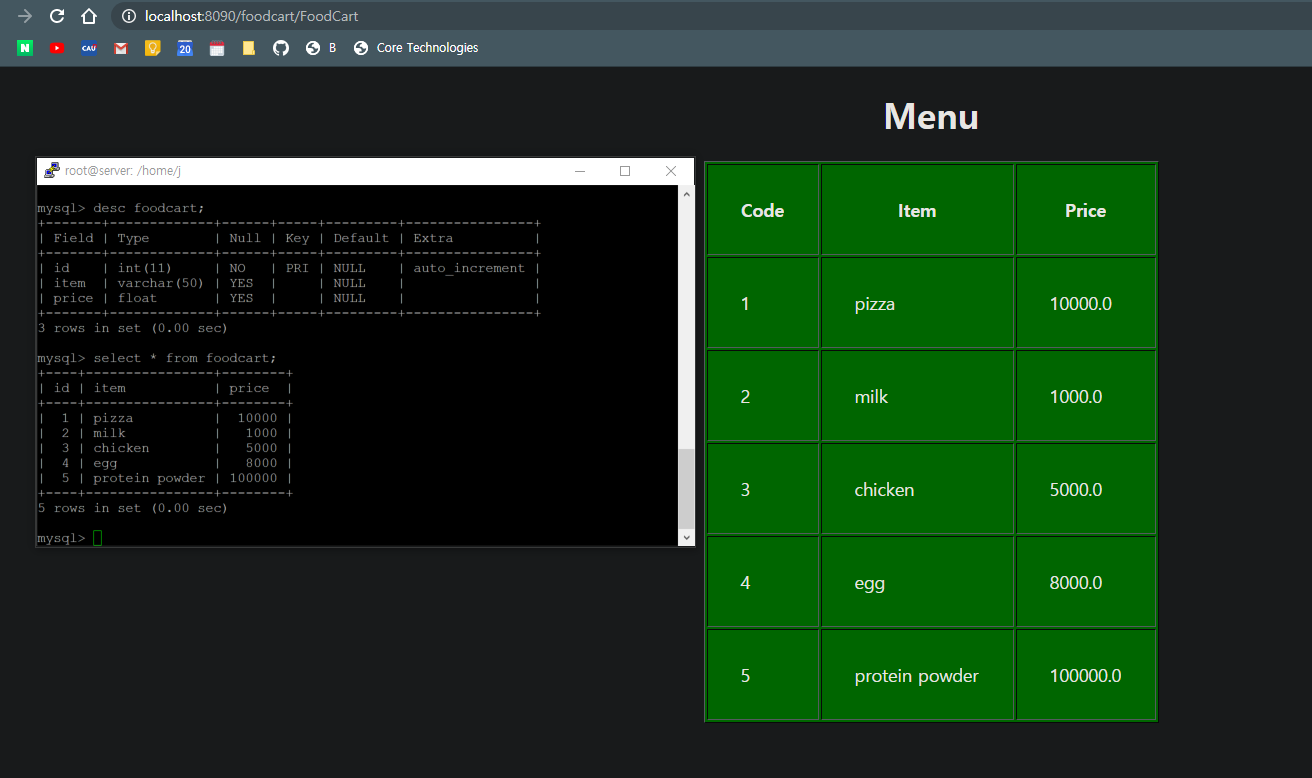 localhost:8090/foodcart/FoodCart
N CAU 20 B Core Technologies
root@server: /home/j
mysql> desc foodcart;
+-------+-------------+------+-----+---------+----------------+
| Field | Type        | Null | Key | Default | Extra          |
+-------+-------------+------+-----+---------+----------------+
| id    | int(11)     | NO   | PRI | NULL    | auto_increment |
| item  | varchar(50) | YES  |     | NULL    |                |
| price | float       | YES  |     | NULL    |                |
+-------+-------------+------+-----+---------+----------------+
3 rows in set (0.00 sec)
mysql> select * from foodcart;
+----+----------------+--------+
| id | item           | price  |
+----+----------------+--------+
|  1 | pizza          |  10000 |
|  2 | milk           |   1000 |
|  3 | chicken        |   5000 |
|  4 | egg            |   8000 |
|  5 | protein powder | 100000 |
+----+----------------+--------+
5 rows in set (0.00 sec)
mysql>
Menu
Code Item Price
1 pizza 10000.0
2 milk 1000.0
3 chicken 5000.0
4 egg 8000.0
5 protein powder 100000.0